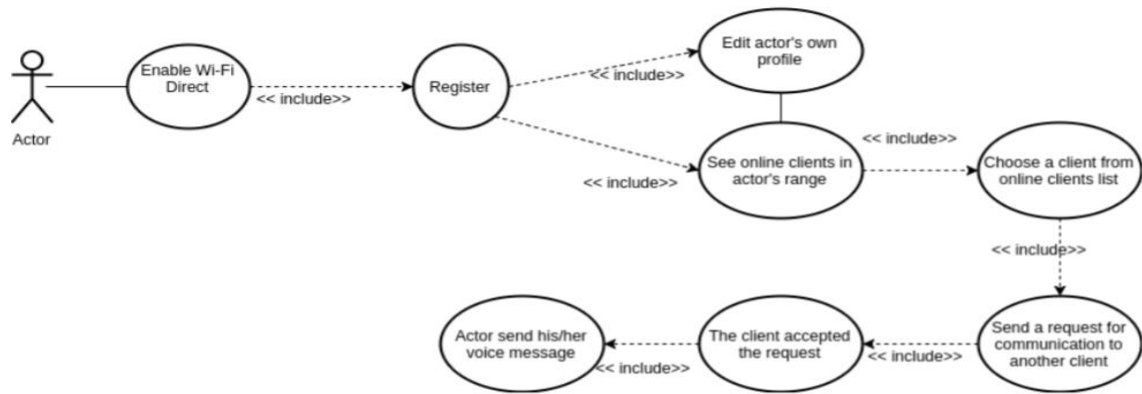 Actor
Enable Wi-Fi
Direct
<< include>>
Register
<< include>>
Edit actor's own
profile
<< include>>
See online clients in
actor's range
<< include>>
Choose a client from
online clients list
<< include>>
Send a request for
communication to
another client
<< include>>
The client accepted
the request
<< include>>
Actor send his/her
voice message